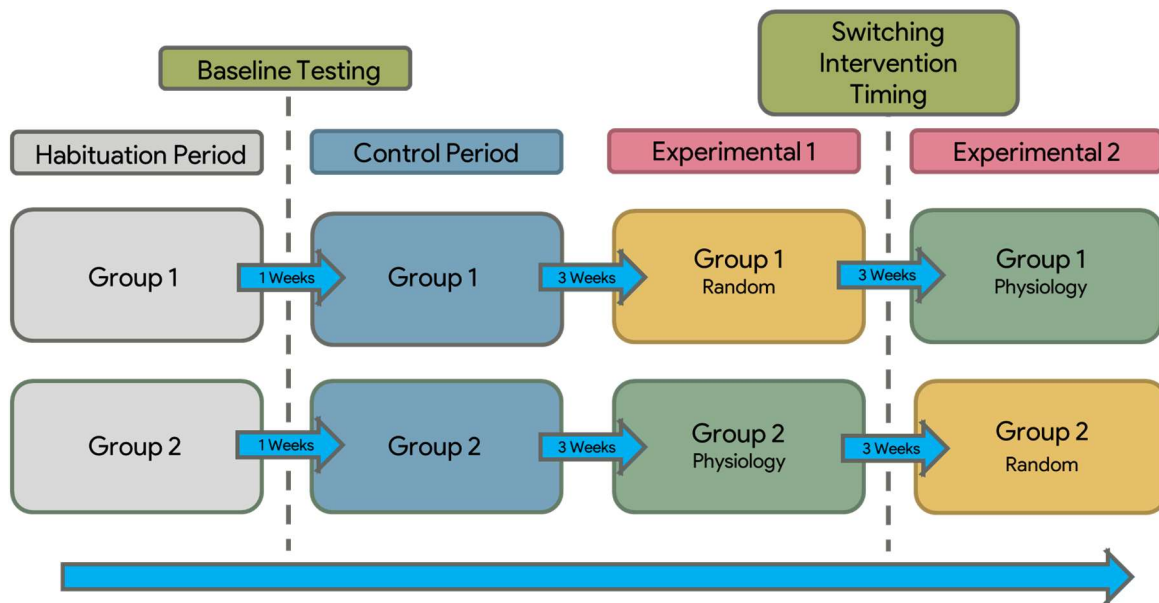 Baseline Testing
Switching
Intervention
Timing
Habituation Period
Control Period
Experimental 1
Experimental 2
Group 1
1 Weeks
Group 1
3 Weeks
Group 1
Random
3 Weeks
Group 1
Physiology
Group 2
1 Weeks
Group 2
3 Weeks
Group 2
Physiology
3 Weeks
Group 2
Random